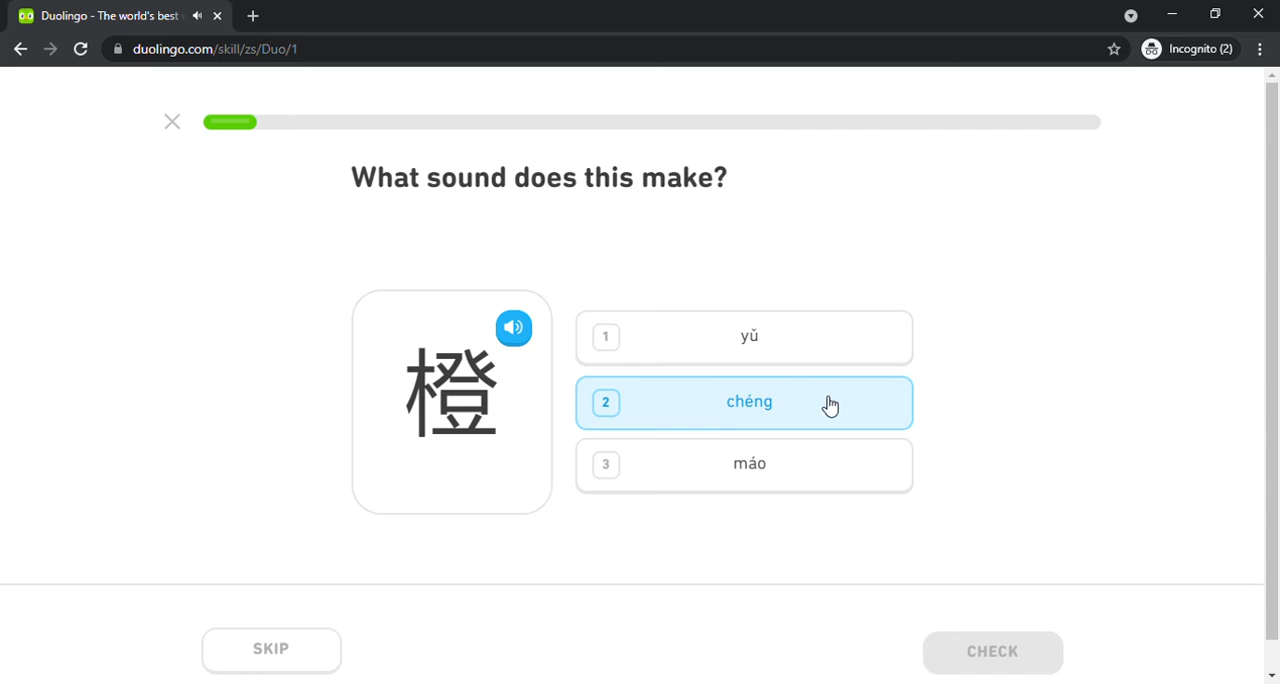 Duolingo - The world's best
duolingo.com/skill/zs/Duo/1
Incognito (2)
What sound does this make?
橙
1 yǔ
2 chéng
3 máo
SKIP
CHECK